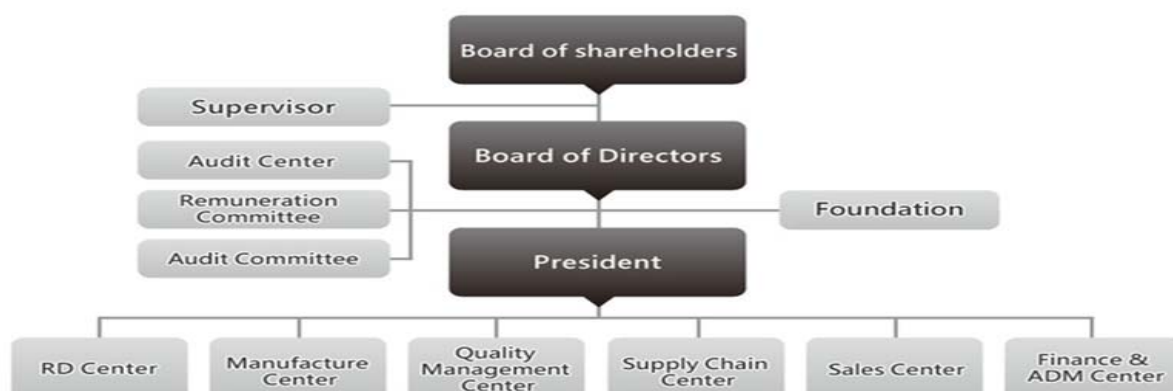 Board of shareholders
Supervisor
Board of Directors
Audit Center
Remuneration
Committee
Foundation
Audit Committee
President
RD Center
Manufacture
Center
Quality
Management
Center
Supply Chain
Center
Sales Center
Finance &
ADM Center